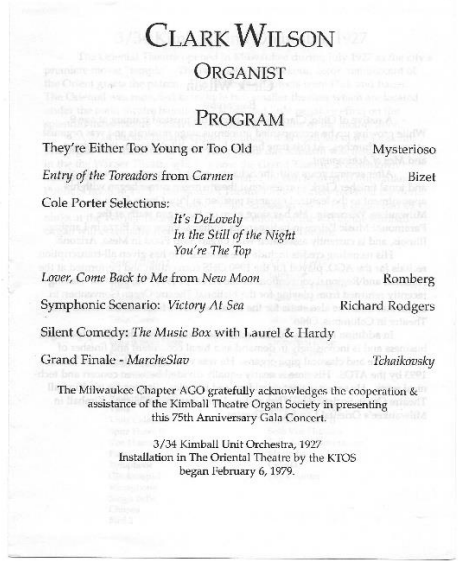 CLARK WILSON
ORGANIST
PROGRAM
They're Either Too Young or Too Old Mysterioso
Entry of the Toreadors from Carmen Bizet
Cole Porter Selections:
It's DeLovely
In the Still of the Night
You're The Top
Lover, Come Back to Me from New Moon Romberg
Symphonic Scenario: Victory At Sea Richard Rodgers
Silent Comedy: The Music Box with Laurel & Hardy
Grand Finale - MarcheSlav Tchaikovsky
The Milwaukee Chapter AGO gratefully acknowledges the cooperation &
assistance of the Kimball Theatre Organ Society in presenting
this 75th Anniversary Gala Concert.
3/34 Kimball Unit Orchestra, 1927
Installation in The Oriental Theatre by the KTOS
began February 6, 1979.